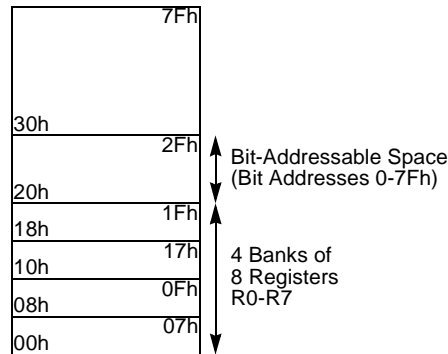 7Fh
30h
2Fh
Bit-Addressable Space
(Bit Addresses 0-7Fh)
20h
1Fh
18h
17h
4 Banks of
8 Registers
R0-R7
10h
0Fh
08h
07h
00h